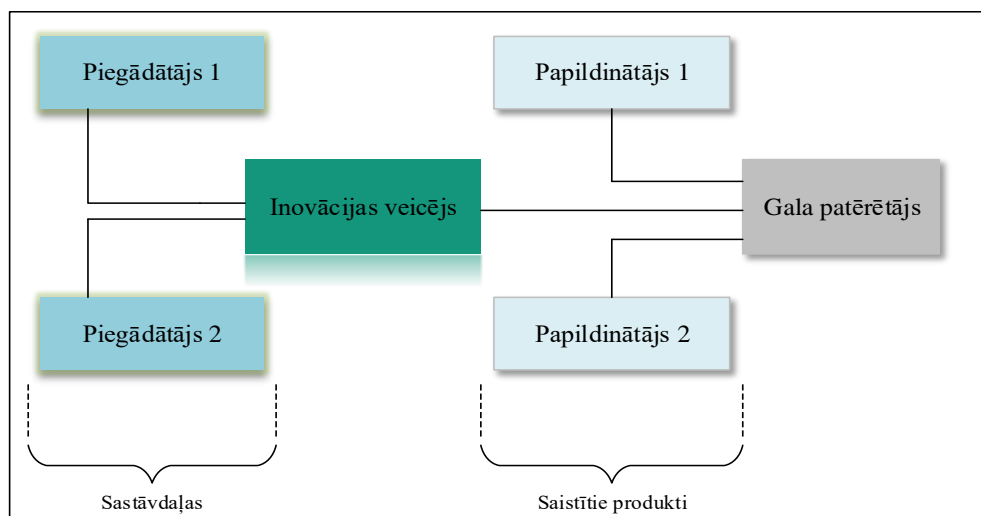 Piegādātājs 1
Papildinātājs 1
Inovācijas veicējs
Gala patērētājs
Piegādātājs 2
Papildinātājs 2
Sastāvdaļas
Saistītie produkti